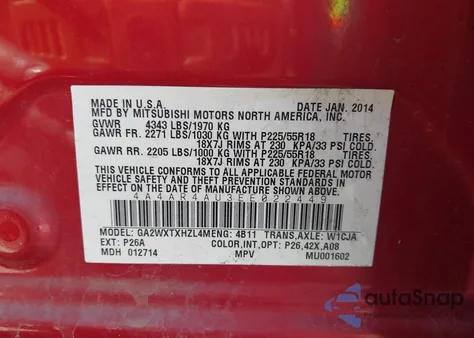 MADE IN U.S.A. DATE JAN. 2014
BY MITSUBISHI MOTORS NORTH AMERICA, INC.
GVWR 4343 LBS/1970 KG
GAWR FR. 2271 LBS/1030 KG WITH P225/55R18 TIRES,
18X7J RIMS AT 230 KPA/33 PSI COLD.
GAWR RR. 2205 LBS/1000 KG WITH P225/55R18 TIRES,
18X7J RIMS AT 230 KPA/33 PSI COLD.
THIS VEHICLE CONFORMS TO ALL APPLICABLE FEDERAL MOTOR
VEHICLE SAFETY AND BUMPER STANDARDS IN EFFECT ON THE
DATE OF MANUFACTURE SHOWN ABOVE.
4A4AR4AU3EE022449
MODEL: GA2WXTXHZL4MENG: 4B11 TRANS,AXLE: W1CJA
EXT: P26A COLOR,INT,OPT: P26,42X,A08
MDH 012714 MPV MU001602
autoSnap